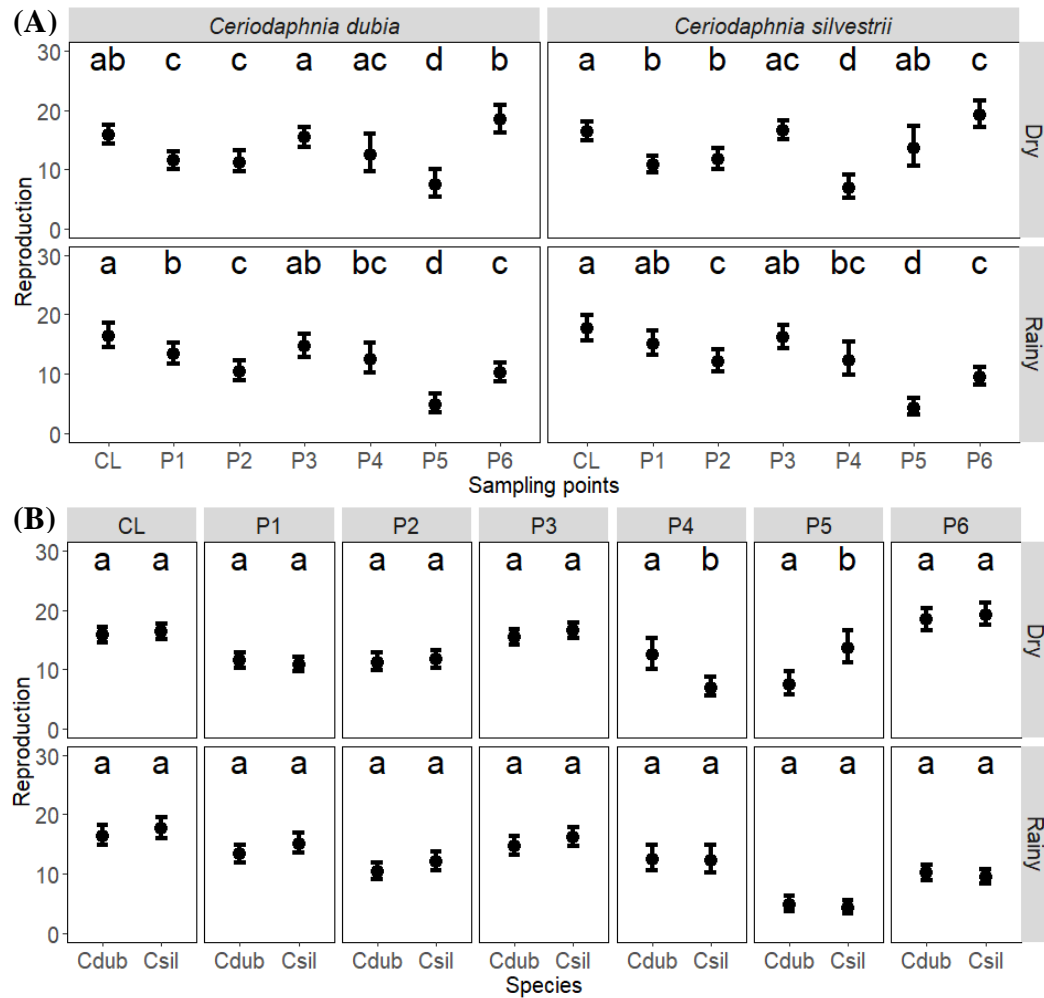 (A)
Ceriodaphnia dubia Ceriodaphnia silvestrii
30 ab c c a ac d b a b b ac d ab c
20
10
0
Dry
30 a b c ab bc d c a ab c ab bc d c
20
10
0
Rainy
Reproduction
CL P1 P2 P3 P4 P5 P6 CL P1 P2 P3 P4 P5 P6
Sampling points
(B)
CL P1 P2 P3 P4 P5 P6
30 a a a a a a a a a b a b a a
20
10
0
Dry
30 a a a a a a a a a a a a a a
20
10
0
Rainy
Reproduction
Cdub Csil Cdub Csil Cdub Csil Cdub Csil Cdub Csil Cdub Csil Cdub Csil
Species